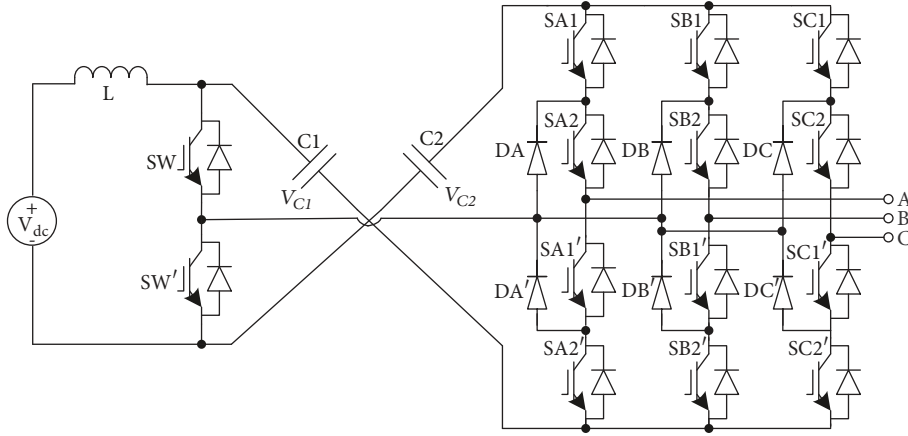 SA1 SB1 SC1
L
C1 C2
SA2 SB2 SC2
SW DA DB DC
V_C1 V_C2
A
+
V_dc
-
B
C
SA1' SB1' SC1'
SW' DA' DB' DC'
SA2' SB2' SC2'